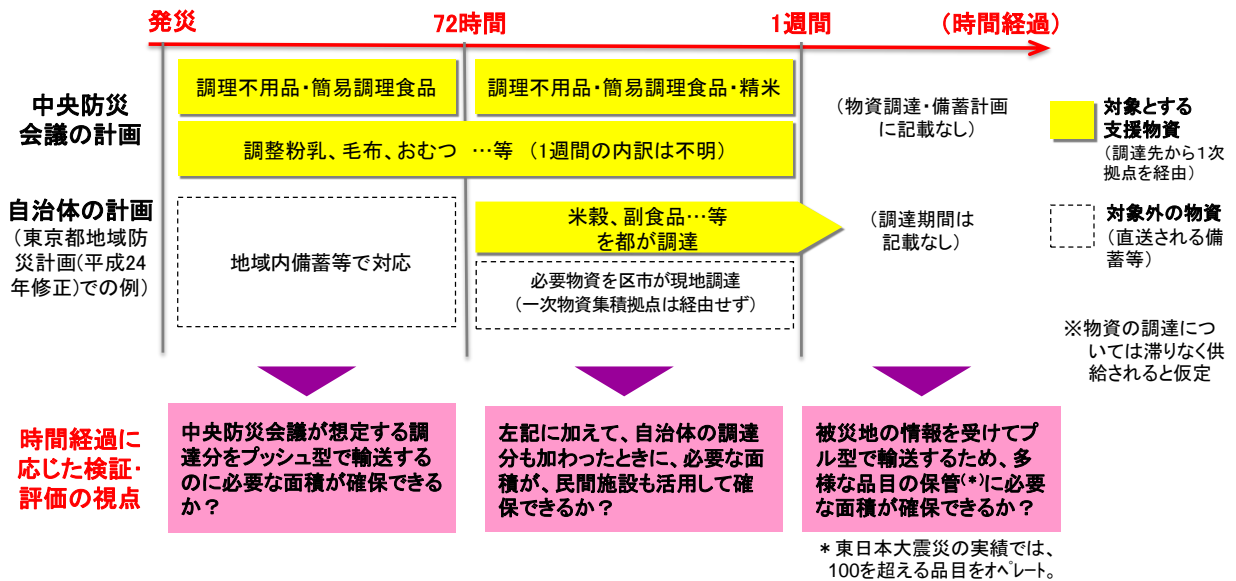 発災
72時間
1週間
(時間経過)
中央防災
会議の計画
調理不用品・簡易調理食品
調理不用品・簡易調理食品・精米
調整粉乳、毛布、おむつ …等 (1週間の内訳は不明)
(物資調達・備蓄計画
に記載なし)
対象とする
支援物資
(調達先から1次
拠点を経由)
自治体の計画
(東京都地域防
災計画(平成24
年修正)での例)
地域内備蓄等で対応
米穀、副食品…等
を都が調達
必要物資を区市が現地調達
(一次物資集積拠点は経由せず)
(調達期間は
記載なし)
対象外の物資
(直送される備
蓄等)
※物資の調達につ
いては滞りなく供
給されると仮定
時間経過に
応じた検証・
評価の視点
中央防災会議が想定する調
達分をプッシュ型で輸送する
のに必要な面積が確保できる
か?
左記に加えて、自治体の調達
分も加わったときに、必要な面
積が、民間施設も活用して確
保できるか?
被災地の情報を受けてプ
ル型で輸送するため、多
様な品目の保管(*)に必要
な面積が確保できるか?
*東日本大震災の実績では、
100を超える品目をオペレート。